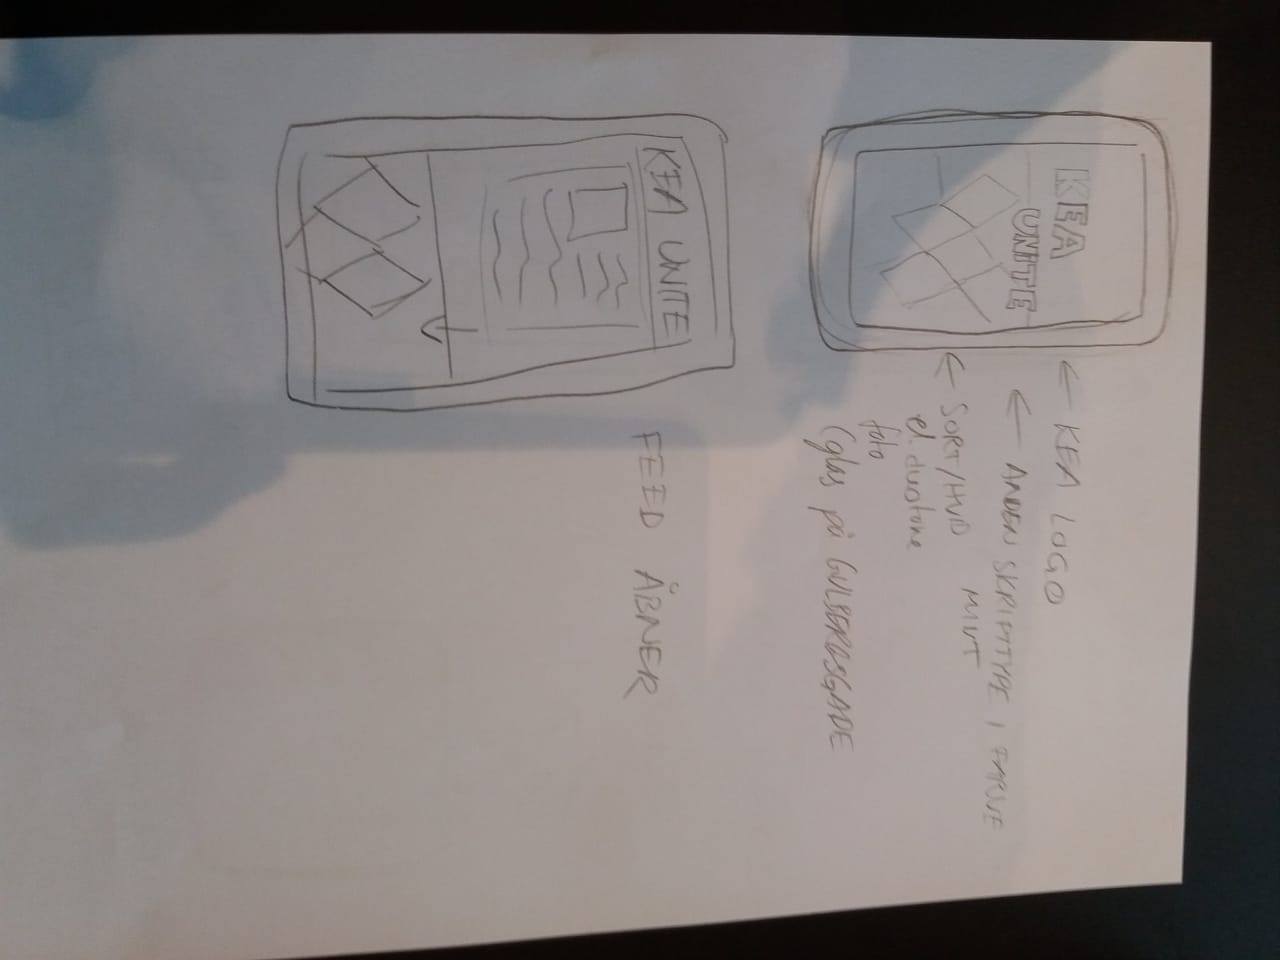 KEA
UNITE
← KEA LOGO
← ANDEN SKRIFTTYPE I FARVE
MINT
← SORT/HVID
el. duotone
foto
(glas på GULDBERGSGADE
KEA UNITE
FEED ÅBNER